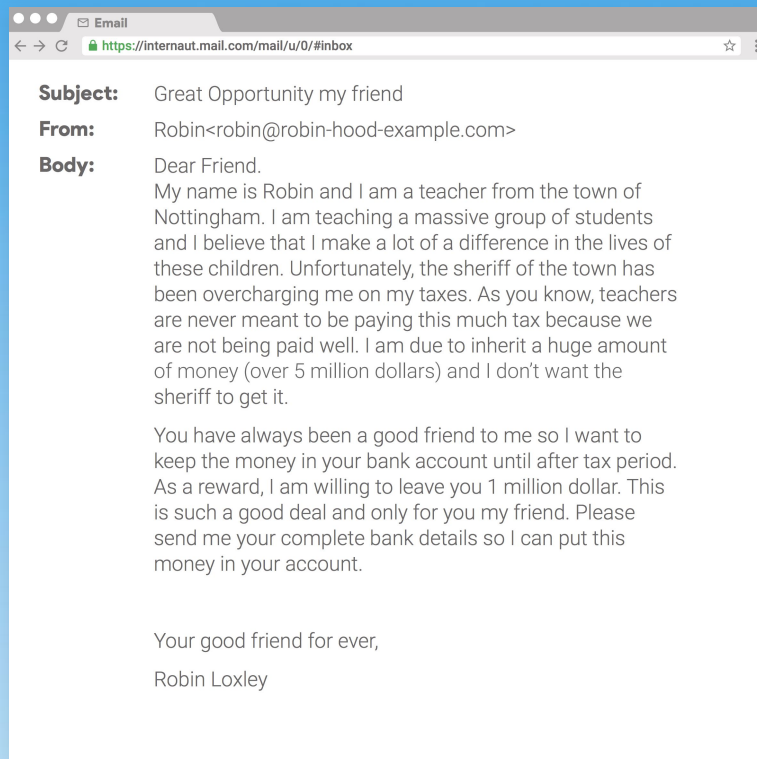 Email
https://internaut.mail.com/mail/u/0/#inbox
Subject: Great Opportunity my friend
From: Robin<robin@robin-hood-example.com>
Body: Dear Friend.
My name is Robin and I am a teacher from the town of
Nottingham. I am teaching a massive group of students
and I believe that I make a lot of a difference in the lives of
these children. Unfortunately, the sheriff of the town has
been overcharging me on my taxes. As you know, teachers
are never meant to be paying this much tax because we
are not being paid well. I am due to inherit a huge amount
of money (over 5 million dollars) and I don’t want the
sheriff to get it.
You have always been a good friend to me so I want to
keep the money in your bank account until after tax period.
As a reward, I am willing to leave you 1 million dollar. This
is such a good deal and only for you my friend. Please
send me your complete bank details so I can put this
money in your account.
Your good friend for ever,
Robin Loxley